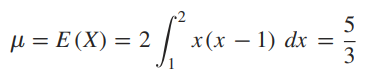 μ = E(X) = 2 ∫₁² x(x − 1) dx = 5/3